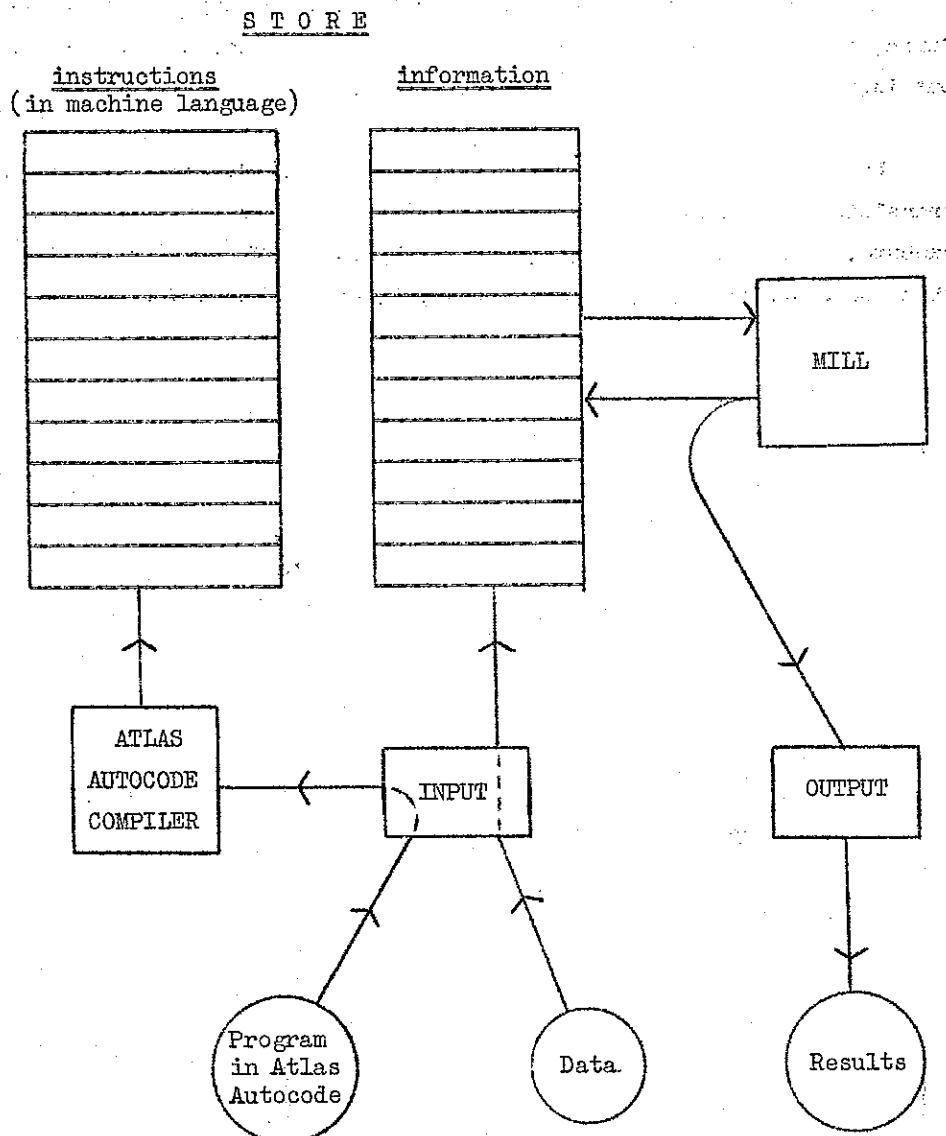 S T O R E
instructions
(in machine language)
information
MILL
ATLAS
AUTOCODE
COMPILER
INPUT
OUTPUT
Program
in Atlas
Autocode
Data
Results